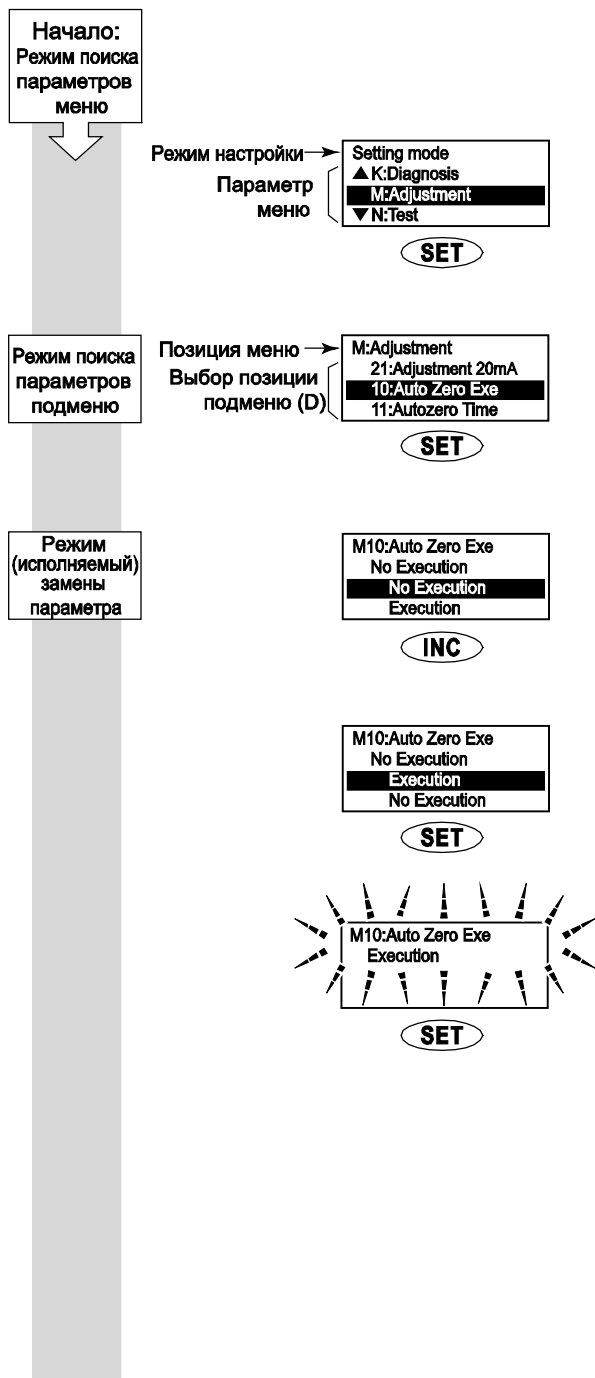 Начало:
Режим поиска
параметров
меню
Режим настройки
Параметр
меню
Setting mode
▲ K:Diagnosis
M:Adjustment
▼ N:Test
SET
Режим поиска
параметров
подменю
Позиция меню
Выбор позиции
подменю (D)
M:Adjustment
21:Adjustment 20mA
10:Auto Zero Exe
11:Autozero Time
SET
Режим
(исполняемый)
замены
параметра
M10:Auto Zero Exe
No Execution
No Execution
Execution
INC
M10:Auto Zero Exe
No Execution
Execution
No Execution
SET
M10:Auto Zero Exe
Execution
SET